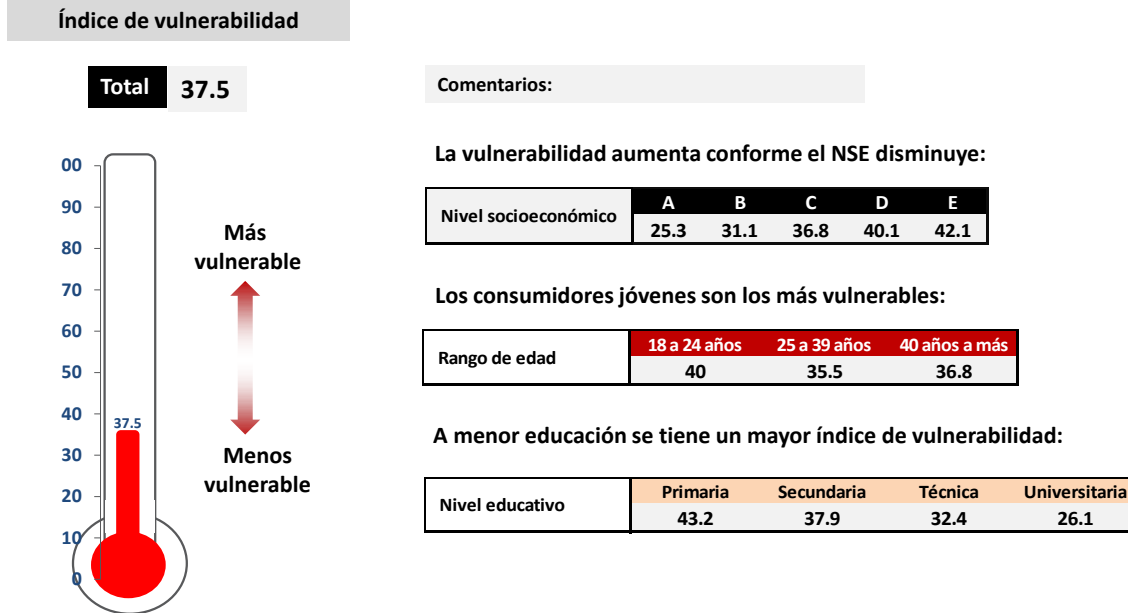 Índice de vulnerabilidad
Total 37.5
00
90
80
70
60
50
40
30
20
10
0
37.5
Más
vulnerable
Menos
vulnerable
Comentarios:
La vulnerabilidad aumenta conforme el NSE disminuye:
Nivel socioeconómico
A B C D E
25.3 31.1 36.8 40.1 42.1
Los consumidores jóvenes son los más vulnerables:
Rango de edad
18 a 24 años 25 a 39 años 40 años a más
40 35.5 36.8
A menor educación se tiene un mayor índice de vulnerabilidad:
Nivel educativo
Primaria Secundaria Técnica Universitaria
43.2 37.9 32.4 26.1